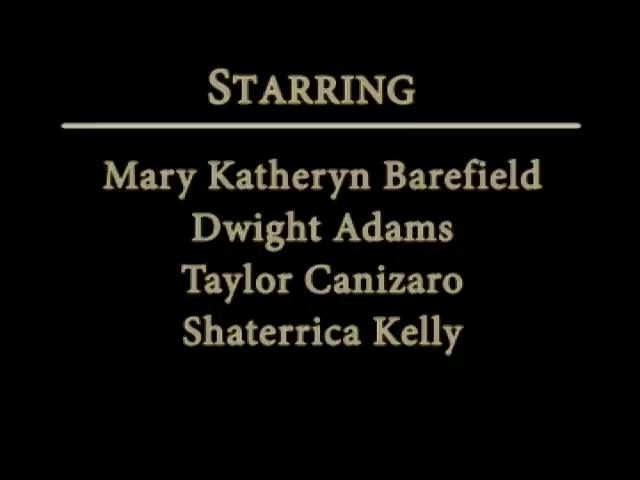 STARRING
Mary Katheryn Barefield
Dwight Adams
Taylor Canizaro
Shaterrica Kelly